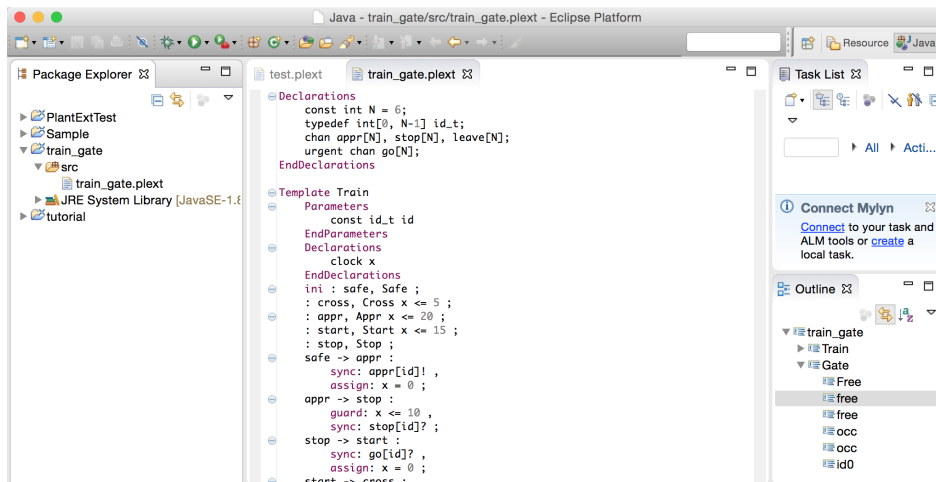 Java - train_gate/src/train_gate.plext - Eclipse Platform
Resource
Java
Package Explorer
PlantExtTest
Sample
train_gate
src
train_gate.plext
JRE System Library [JavaSE-1.8
tutorial
test.plext
train_gate.plext
Declarations
const int N = 6;
typedef int[0, N-1] id_t;
chan appr[N], stop[N], leave[N];
urgent chan go[N];
EndDeclarations
Template Train
Parameters
const id_t id
EndParameters
Declarations
clock x
EndDeclarations
ini : safe, Safe ;
: cross, Cross x <= 5 ;
: appr, Appr x <= 20 ;
: start, Start x <= 15 ;
: stop, Stop ;
safe -> appr :
sync: appr[id]! ,
assign: x = 0 ;
appr -> stop :
guard: x <= 10 ,
sync: stop[id]? ;
stop -> start :
sync: go[id]? ,
assign: x = 0 ;
start -> cross :
Task List
All
Acti...
Connect Mylyn
Connect to your task and
ALM tools or create a
local task.
Outline
train_gate
Train
Gate
Free
free
free
occ
occ
id0